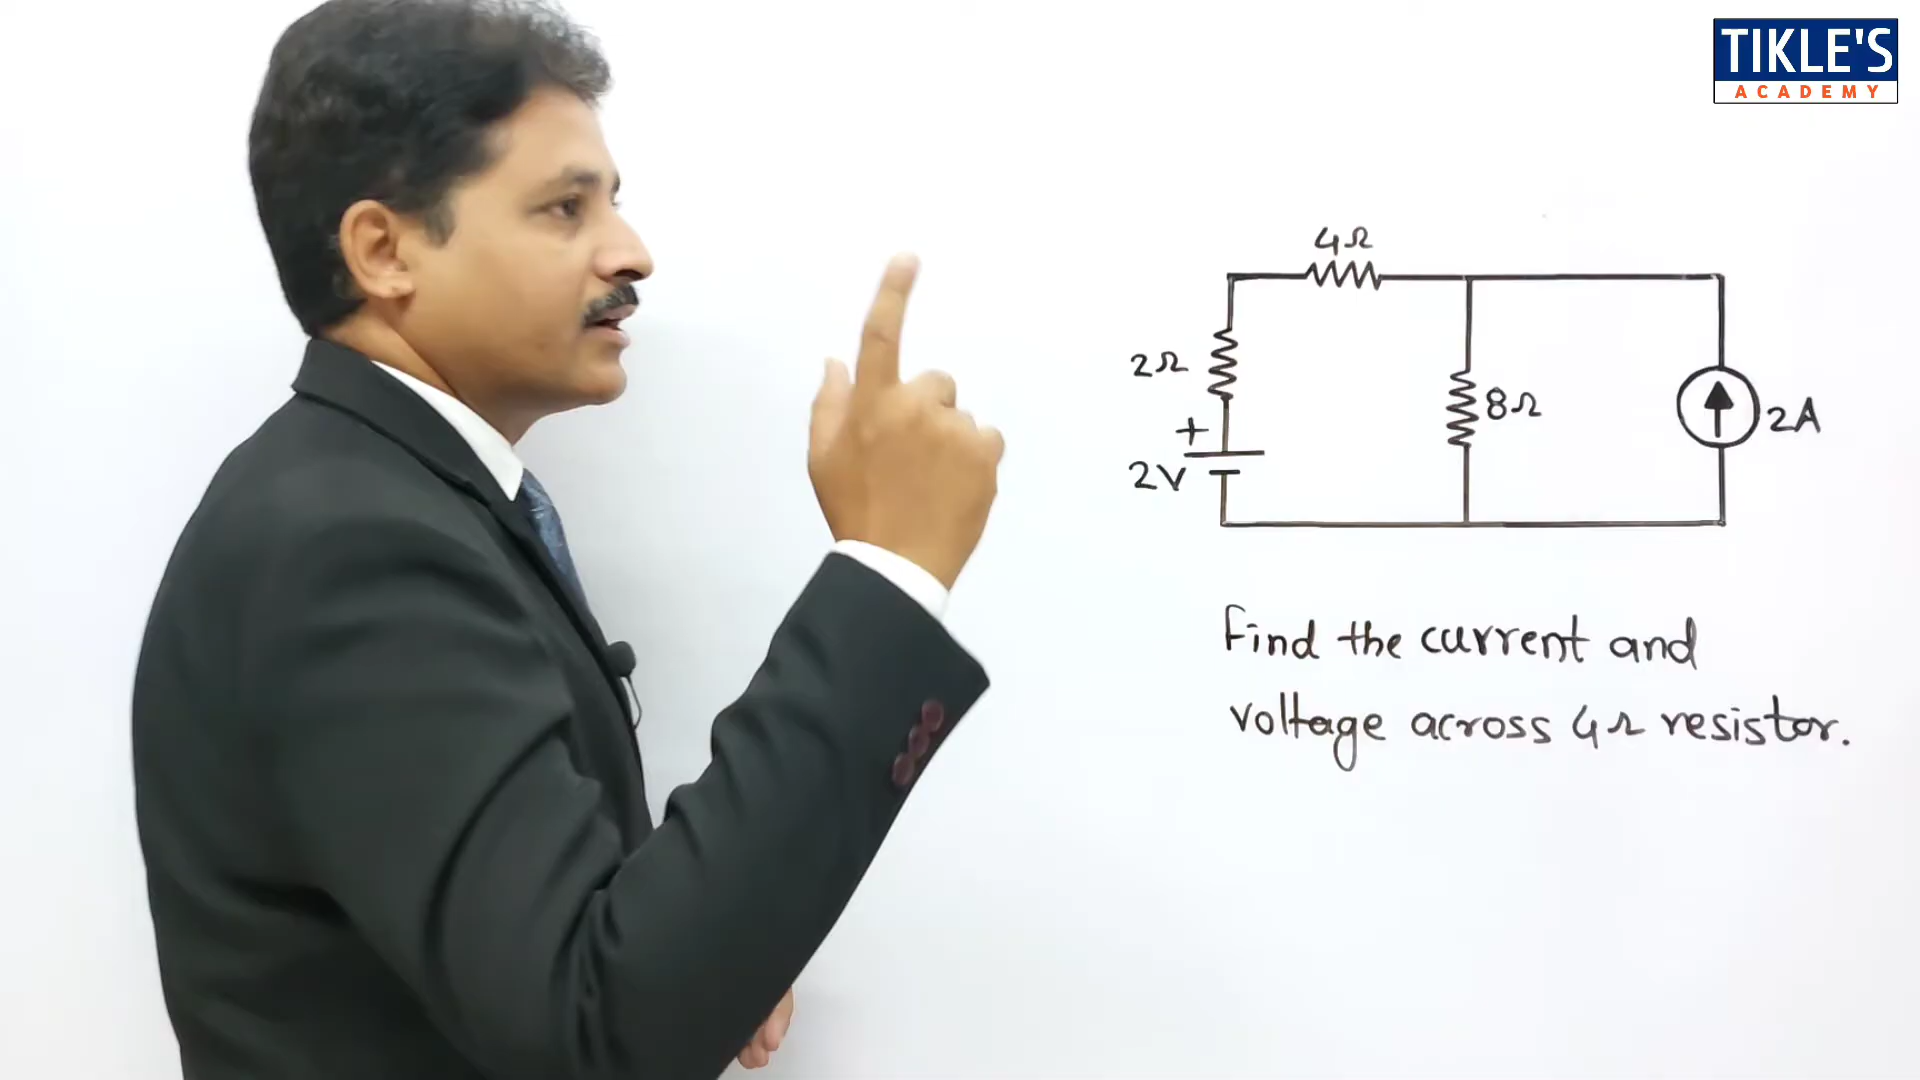 TIKLE'S
ACADEMY
4Ω
2Ω
+
2V
8Ω
2A
Find the current and
voltage across 4Ω resistor.